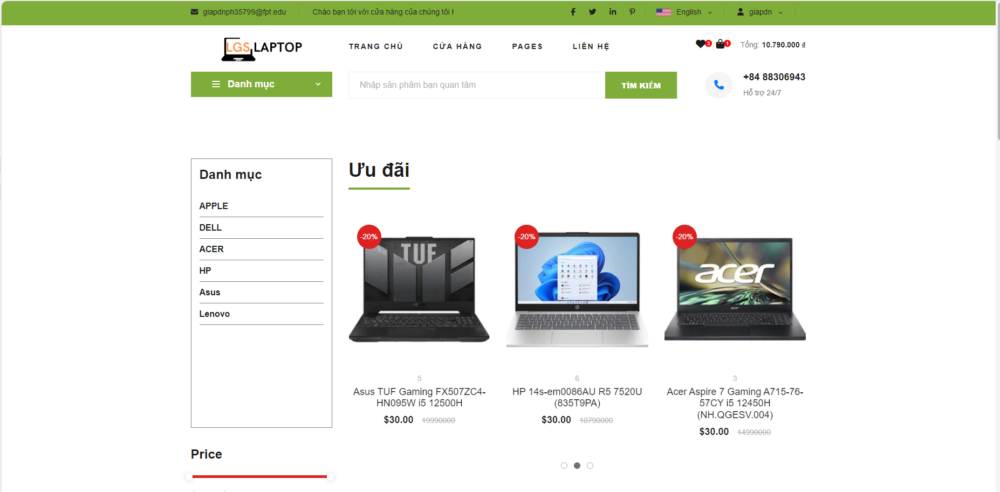 giapdnph35799@fpt.edu
Chào bạn tới với cửa hàng của chúng tôi !
English
giapdn
LGS LAPTOP
TRANG CHỦ
CỬA HÀNG
PAGES
LIÊN HỆ
3
1
Tổng: 10.790.000 ₫
Danh mục
Nhập sản phẩm bạn quan tâm
TÌM KIẾM
+84 88306943
Hỗ trợ 24/7
Danh mục
APPLE
DELL
ACER
HP
Asus
Lenovo
Price
Ưu đãi
-20%
TUF
5
Asus TUF Gaming FX507ZC4-
HN095W i5 12500H
$30.00 19990000
-20%
6
HP 14s-em0086AU R5 7520U
(835T9PA)
$30.00 10790000
-20%
acer
acer
3
Acer Aspire 7 Gaming A715-76-
57CY i5 12450H
(NH.QGESV.004)
$30.00 14990000